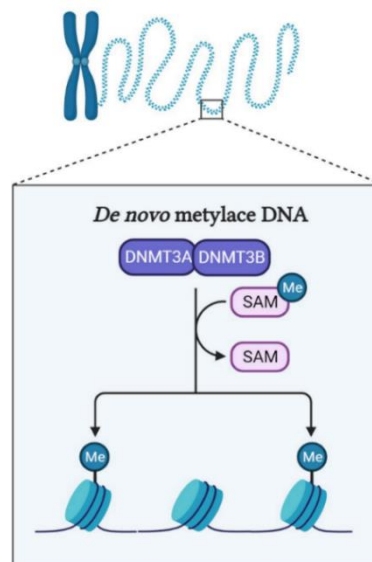 De novo metylace DNA
DNMT3A DNMT3B
Me
SAM
SAM
Me Me